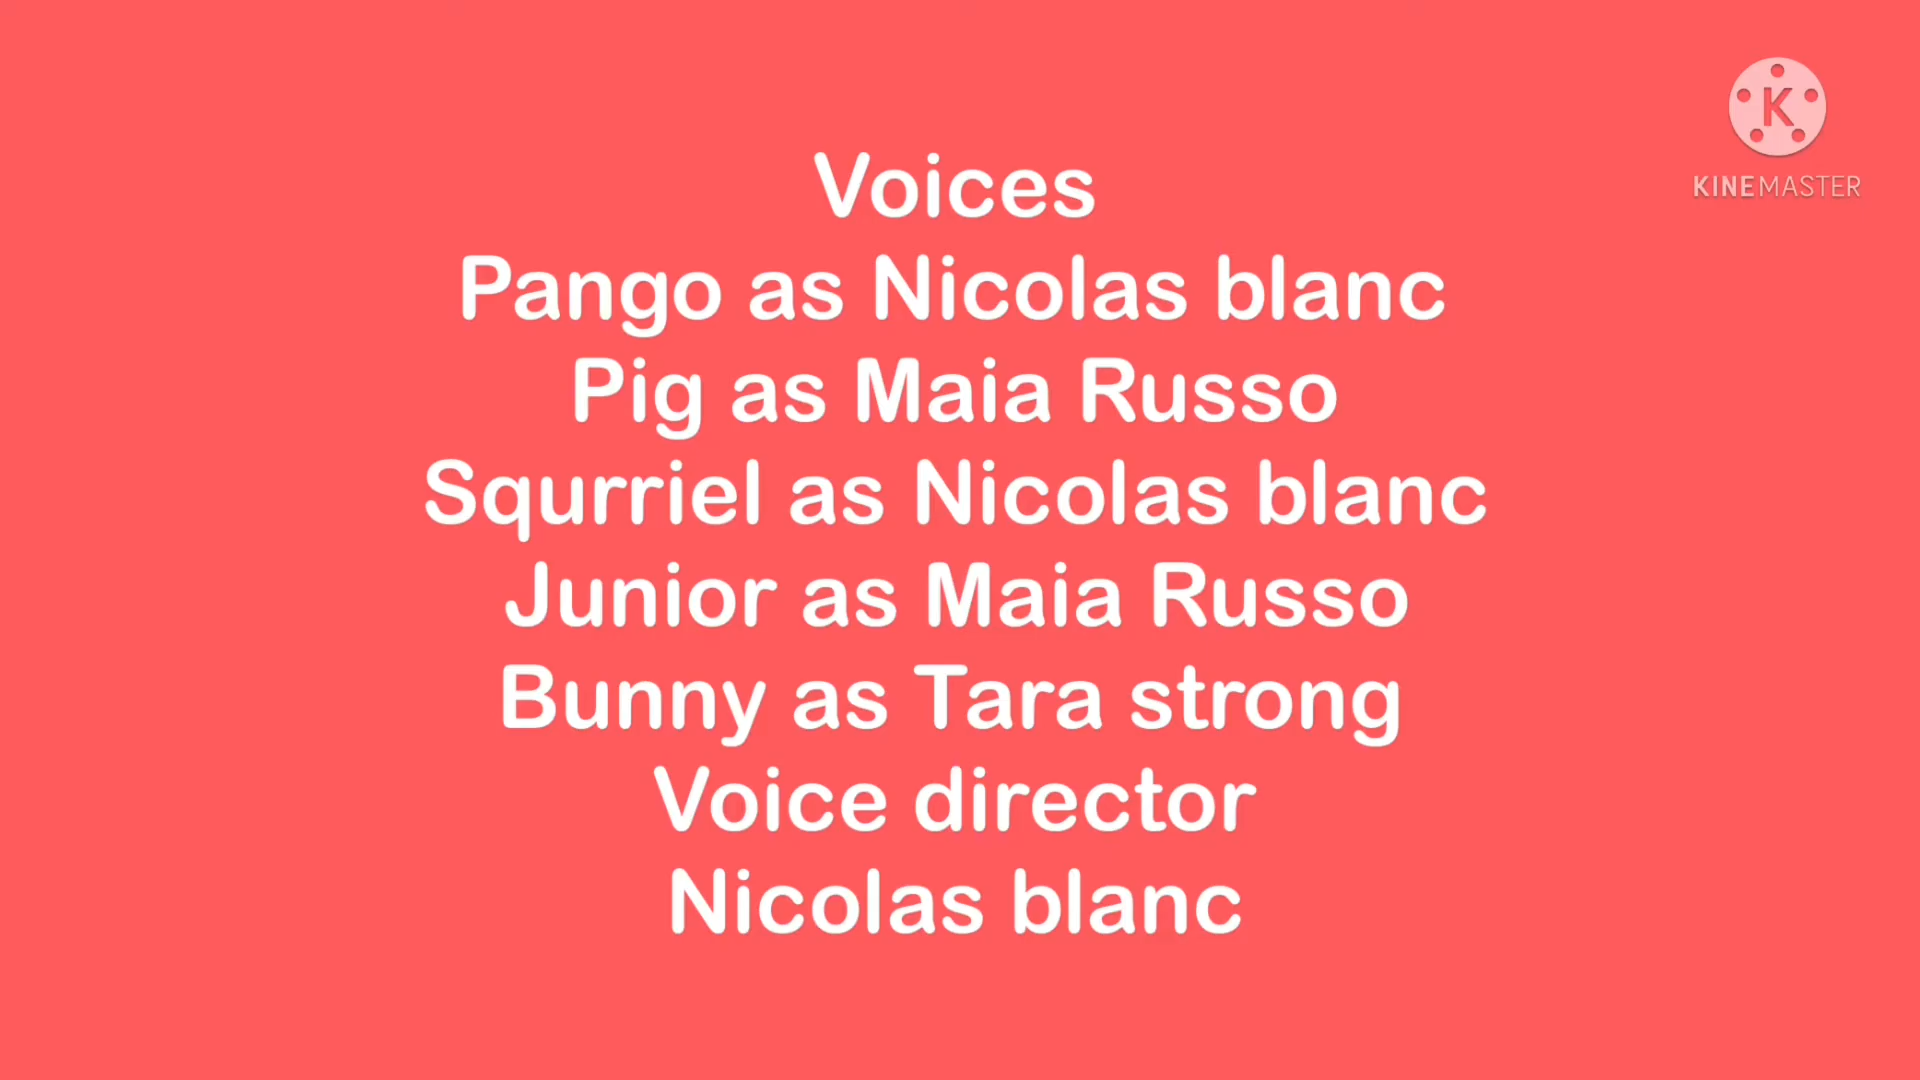 Voices
Pango as Nicolas blanc
Pig as Maia Russo
Squrriel as Nicolas blanc
Junior as Maia Russo
Bunny as Tara strong
Voice director
Nicolas blanc
K
KINEMASTER